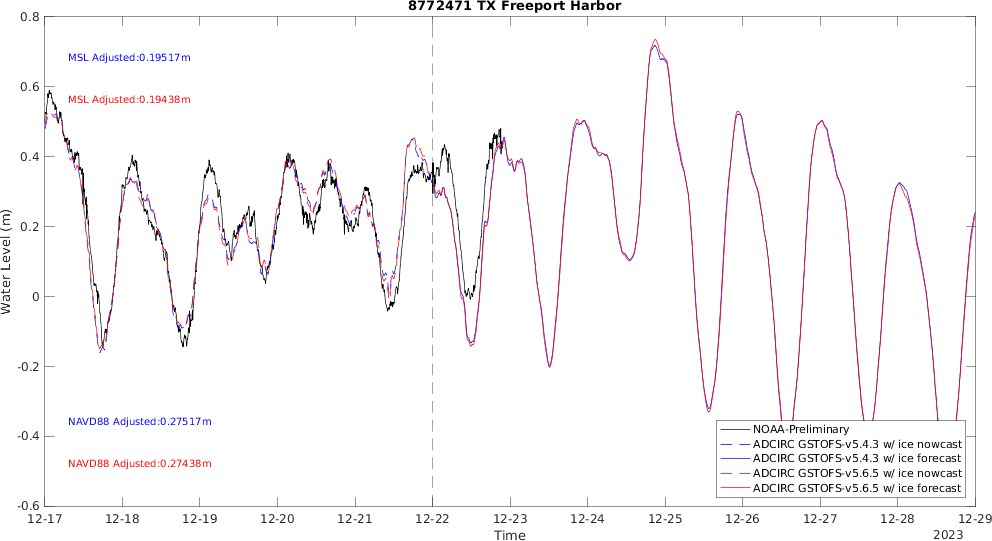 8772471 TX Freeport Harbor
0.8
0.6
0.4
0.2
0
-0.2
-0.4
-0.6
Water Level (m)
MSL Adjusted:0.19517m
MSL Adjusted:0.19438m
NAVD88 Adjusted:0.27517m
NAVD88 Adjusted:0.27438m
NOAA-Preliminary
ADCIRC GSTOFS-v5.4.3 w/ ice nowcast
ADCIRC GSTOFS-v5.4.3 w/ ice forecast
ADCIRC GSTOFS-v5.6.5 w/ ice nowcast
ADCIRC GSTOFS-v5.6.5 w/ ice forecast
12-17 12-18 12-19 12-20 12-21 12-22 12-23 12-24 12-25 12-26 12-27 12-28 12-29
Time
2023